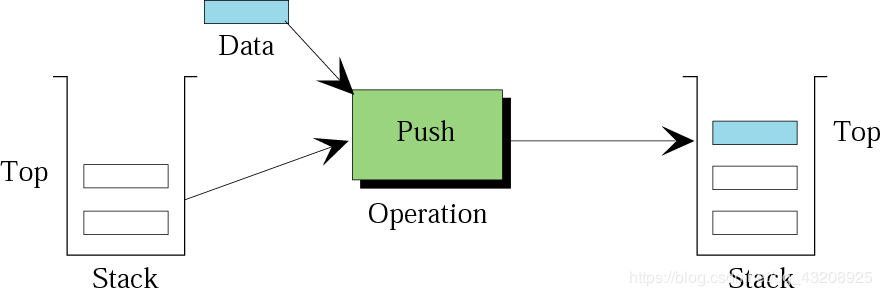 Data
Push
Top
Top
Operation
Stack
Stack